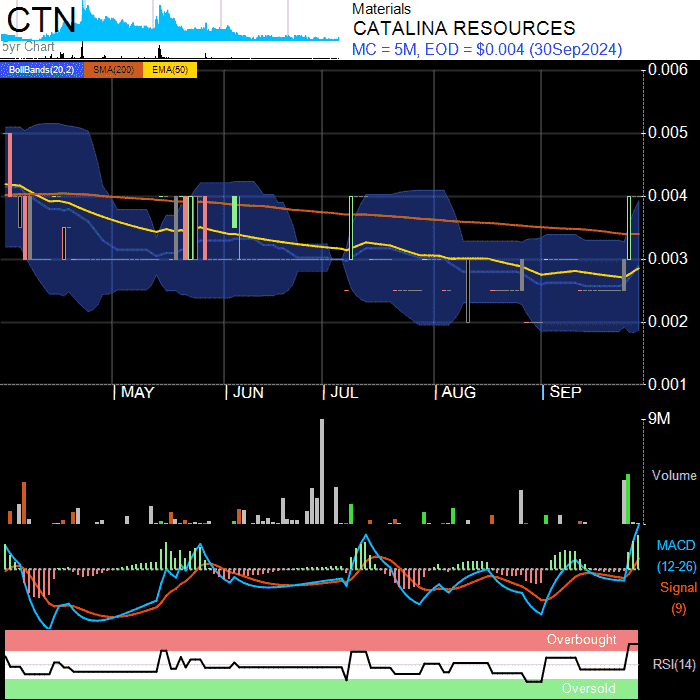 CTN
5yr Chart
Materials
CATALINA RESOURCES
MC = 5M, EOD = $0.004 (30Sep2024)
BollBands(20,2) SMA(200) EMA(50)
0.006
0.005
0.004
0.003
0.002
0.001
MAY JUN JUL AUG SEP
9M
Volume
MACD
(12-26)
Signal
(9)
Overbought
RSI(14)
Oversold